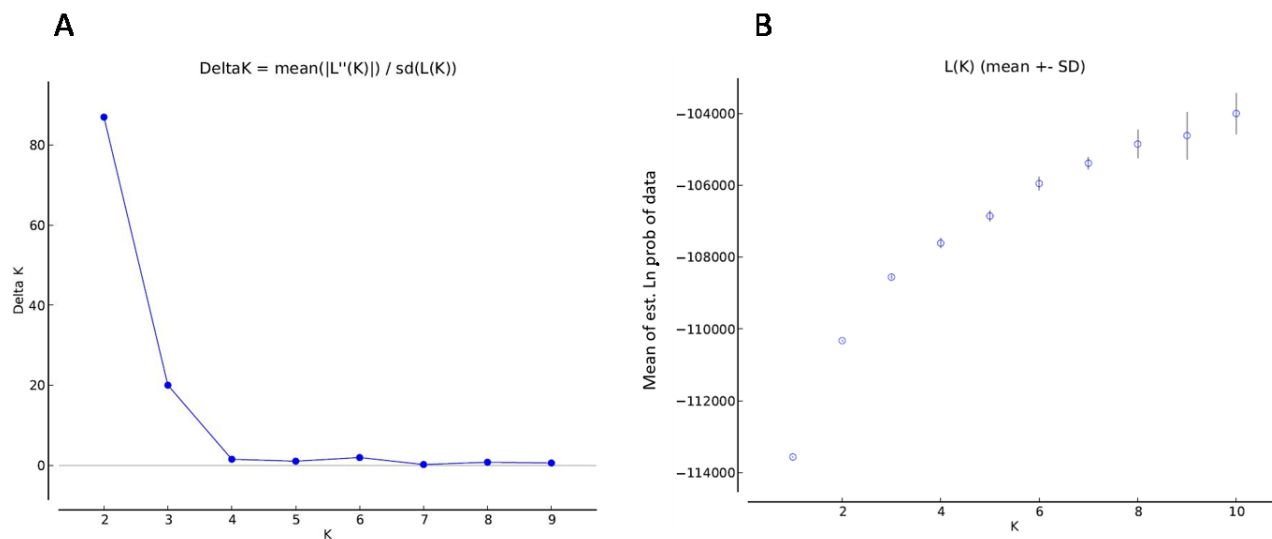 A
DeltaK = mean(|L"(K)|) / sd(L(K))
Delta K
80
60
40
20
0
2 3 4 5 6 7 8 9
K
B
L(K) (mean +- SD)
Mean of est. Ln prob of data
−104000
−106000
−108000
−110000
−112000
−114000
2 4 6 8 10
K